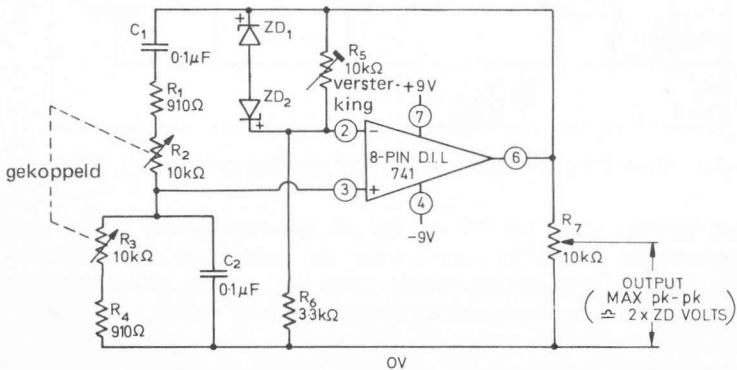 C1
0·1µF
ZD1
ZD2
R5
10kΩ
verster-
king
+9V
R1
910Ω
R2
10kΩ
gekoppeld
2
−
7
8-PIN D.I.L
741
6
3
+
4
-9V
R3
10kΩ
C2
0·1µF
R4
910Ω
R6
3·3kΩ
R7
10kΩ
OUTPUT
( MAX pk-pk
≏ 2 x ZD VOLTS )
0V